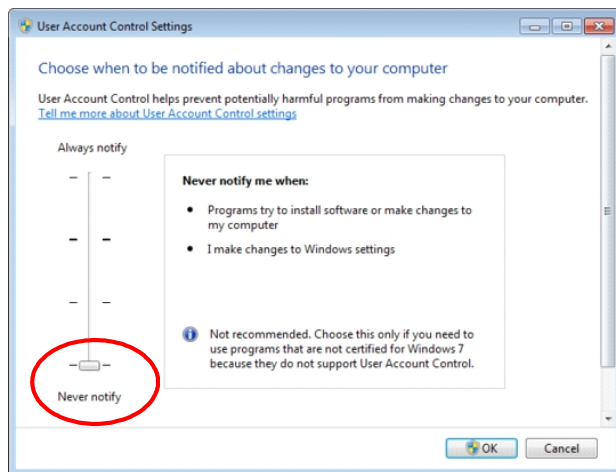 User Account Control Settings
Choose when to be notified about changes to your computer
User Account Control helps prevent potentially harmful programs from making changes to your computer.
Tell me more about User Account Control settings
Always notify
Never notify me when:
Programs try to install software or make changes to
my computer
I make changes to Windows settings
Not recommended. Choose this only if you need to
use programs that are not certified for Windows 7
because they do not support User Account Control.
Never notify
OK
Cancel